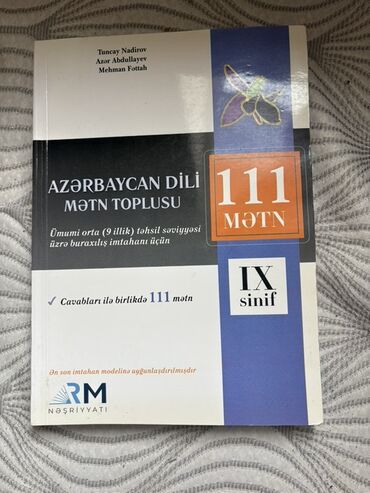 Tuncay Nadirov
Azər Abdullayev
Mehman Fəttah
AZƏRBAYCAN DİLİ
MƏTN TOPLUSU
111
MƏTN
Ümumi orta (9 illik) təhsil səviyyəsi
üzrə buraxılış imtahanı üçün
IX
sinif
✓ Cavabları ilə birlikdə 111 mətn
Ən son imtahan modelinə uyğunlaşdırılmışdır
RM
NƏŞRİYYATI